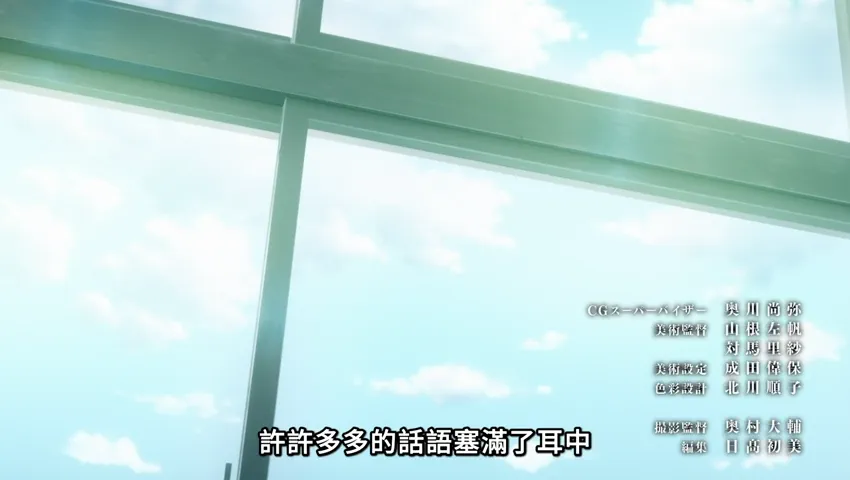 CGスーパーバイザー 奥川尚弥
美術監督 山根左帆
対馬里紗
美術設定 成田偉保
色彩設計 北川順子
撮影監督 奥村大輔
編集 日髙初美
許許多多的話語塞滿了耳中